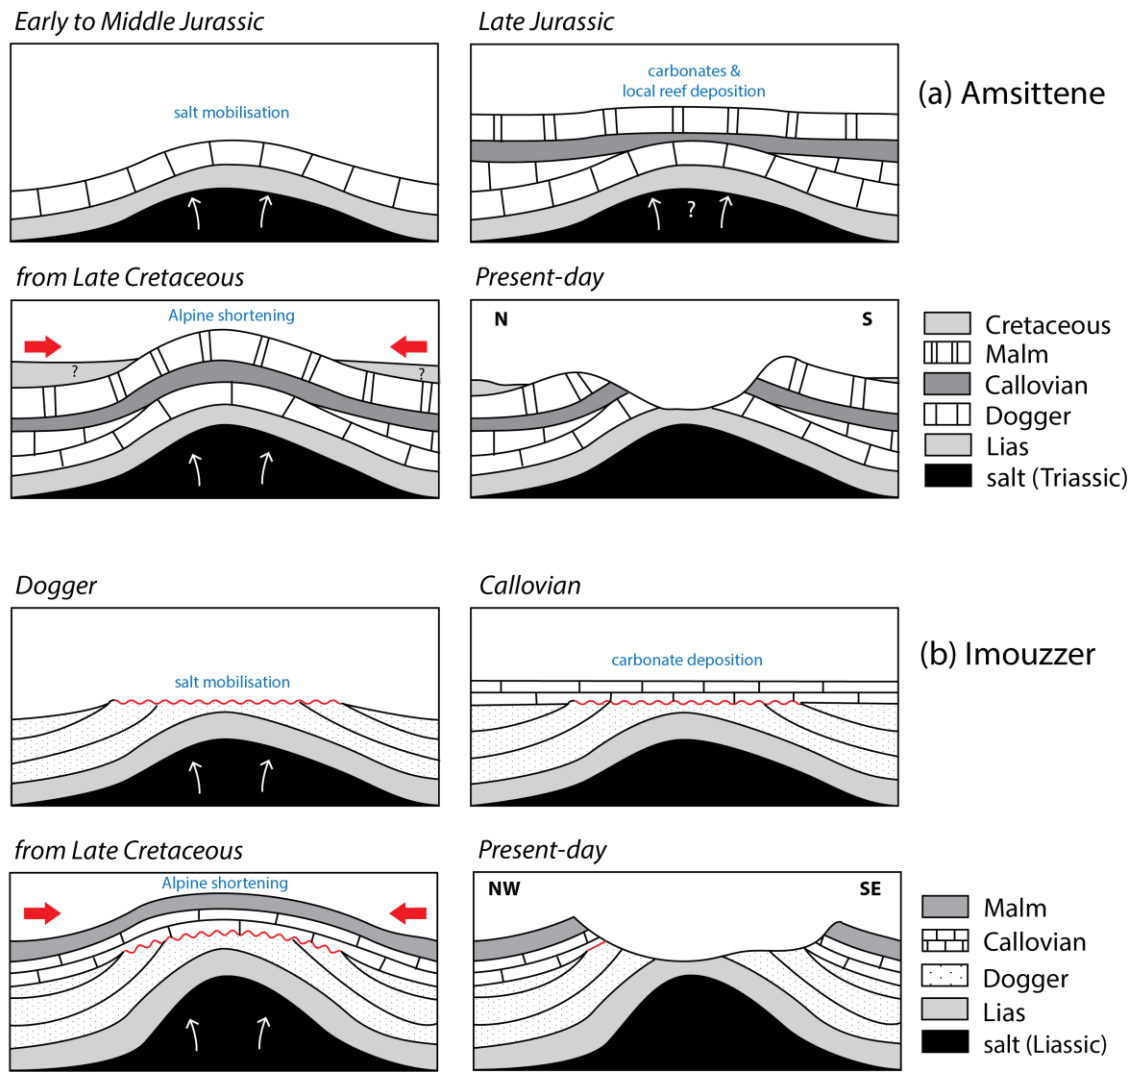 Early to Middle Jurassic
Late Jurassic
salt mobilisation
carbonates &
local reef deposition
(a) Amsittene
?
from Late Cretaceous
Present-day
Alpine shortening
?
?
N
S
Cretaceous
Malm
Callovian
Dogger
Lias
salt (Triassic)
Dogger
Callovian
salt mobilisation
carbonate deposition
(b) Imouzzer
from Late Cretaceous
Present-day
Alpine shortening
NW
SE
Malm
Callovian
Dogger
Lias
salt (Liassic)